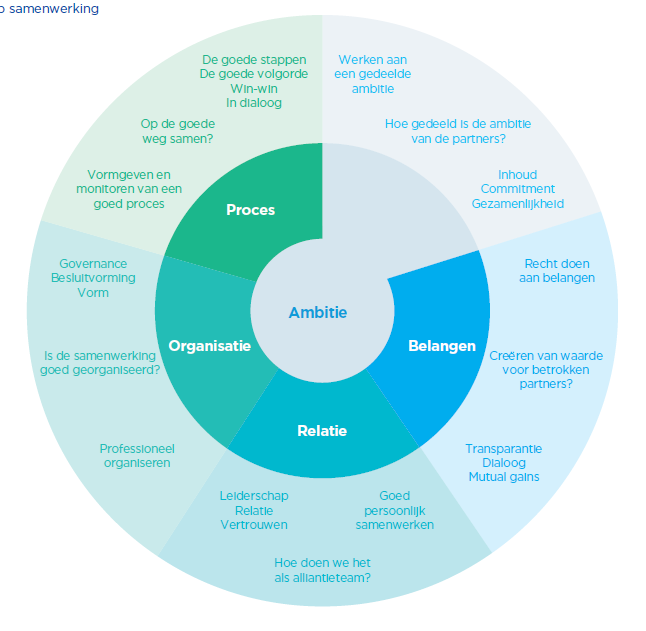 samenwerking
De goede stappen
De goede volgorde
Win-win
In dialoog
Op de goede
weg samen?
Vormgeven en
monitoren van een
goed proces
Proces
Werken aan
een gedeelde
ambitie
Hoe gedeeld is de ambitie
van de partners?
Inhoud
Commitment
Gezamenlijkheid
Ambitie
Recht doen
aan belangen
Creëren van waarde
voor betrokken
partners?
Transparantie
Dialoog
Mutual gains
Belangen
Relatie
Goed
persoonlijk
samenwerken
Hoe doen we het
als alliantieteam?
Leiderschap
Relatie
Vertrouwen
Organisatie
Governance
Besluitvorming
Vorm
Is de samenwerking
goed georganiseerd?
Professioneel
organiseren